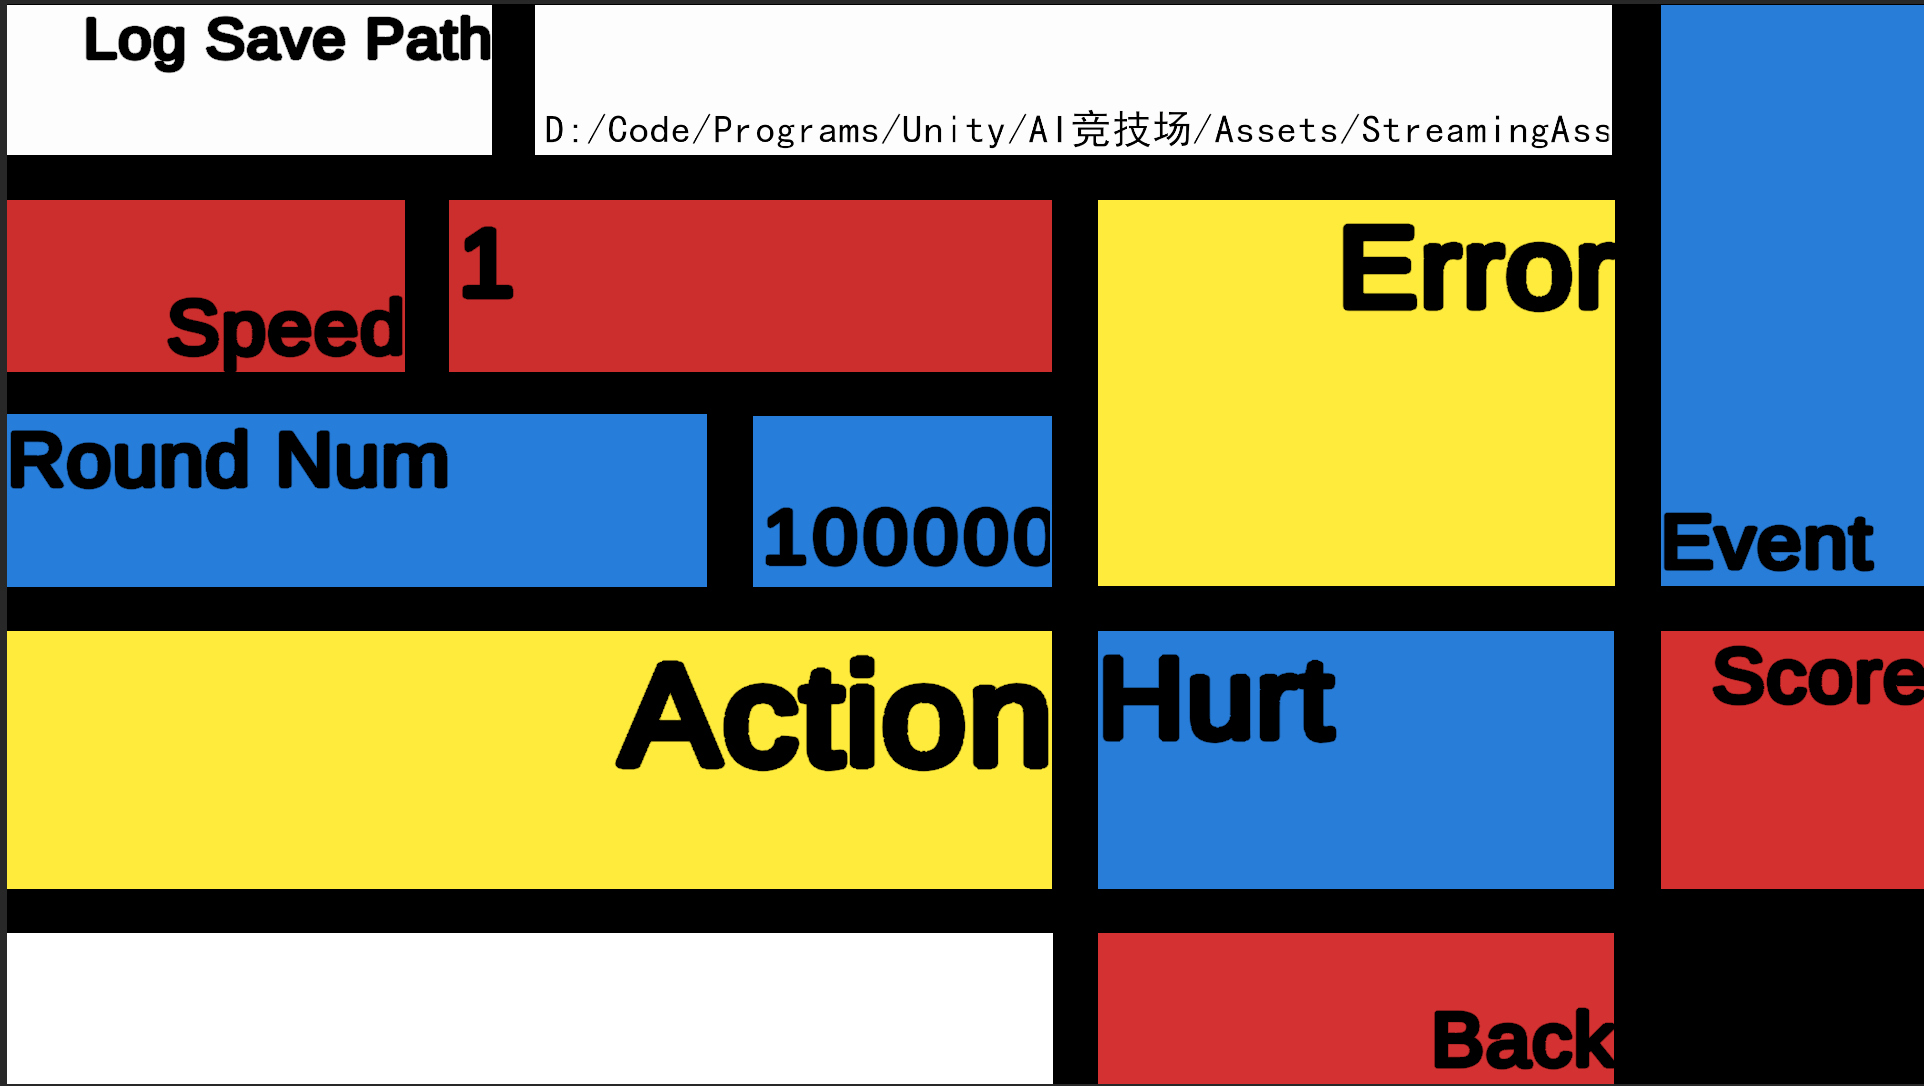 Log Save Path
D:/Code/Programs/Unity/AI竞技场/Assets/StreamingAss
Speed
1
Error
Round Num
100000
Event
Action
Hurt
Score
Back